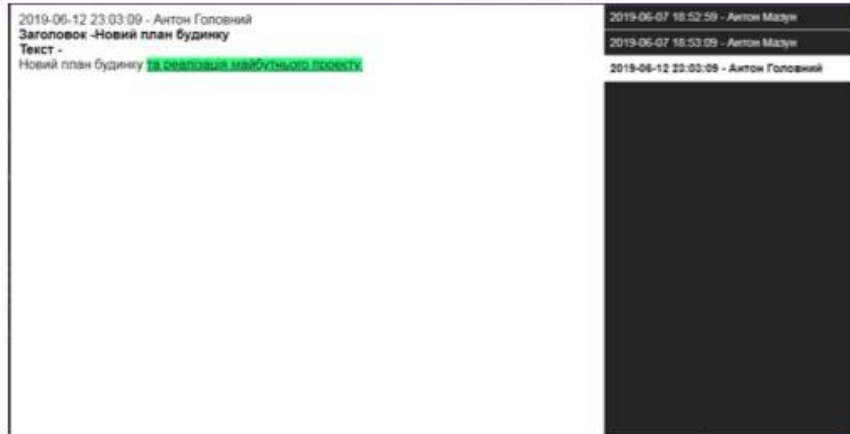 2019-06-12 23:03:09 - Антон Головний
Заголовок -Новий план будинку
Текст -
Новий план будинку та реалізація майбутнього проекту.
2019-06-07 18:52:59 - Антон Мазун
2019-06-07 18:53:09 - Антон Мазун
2019-06-12 23:03:09 - Антон Головний